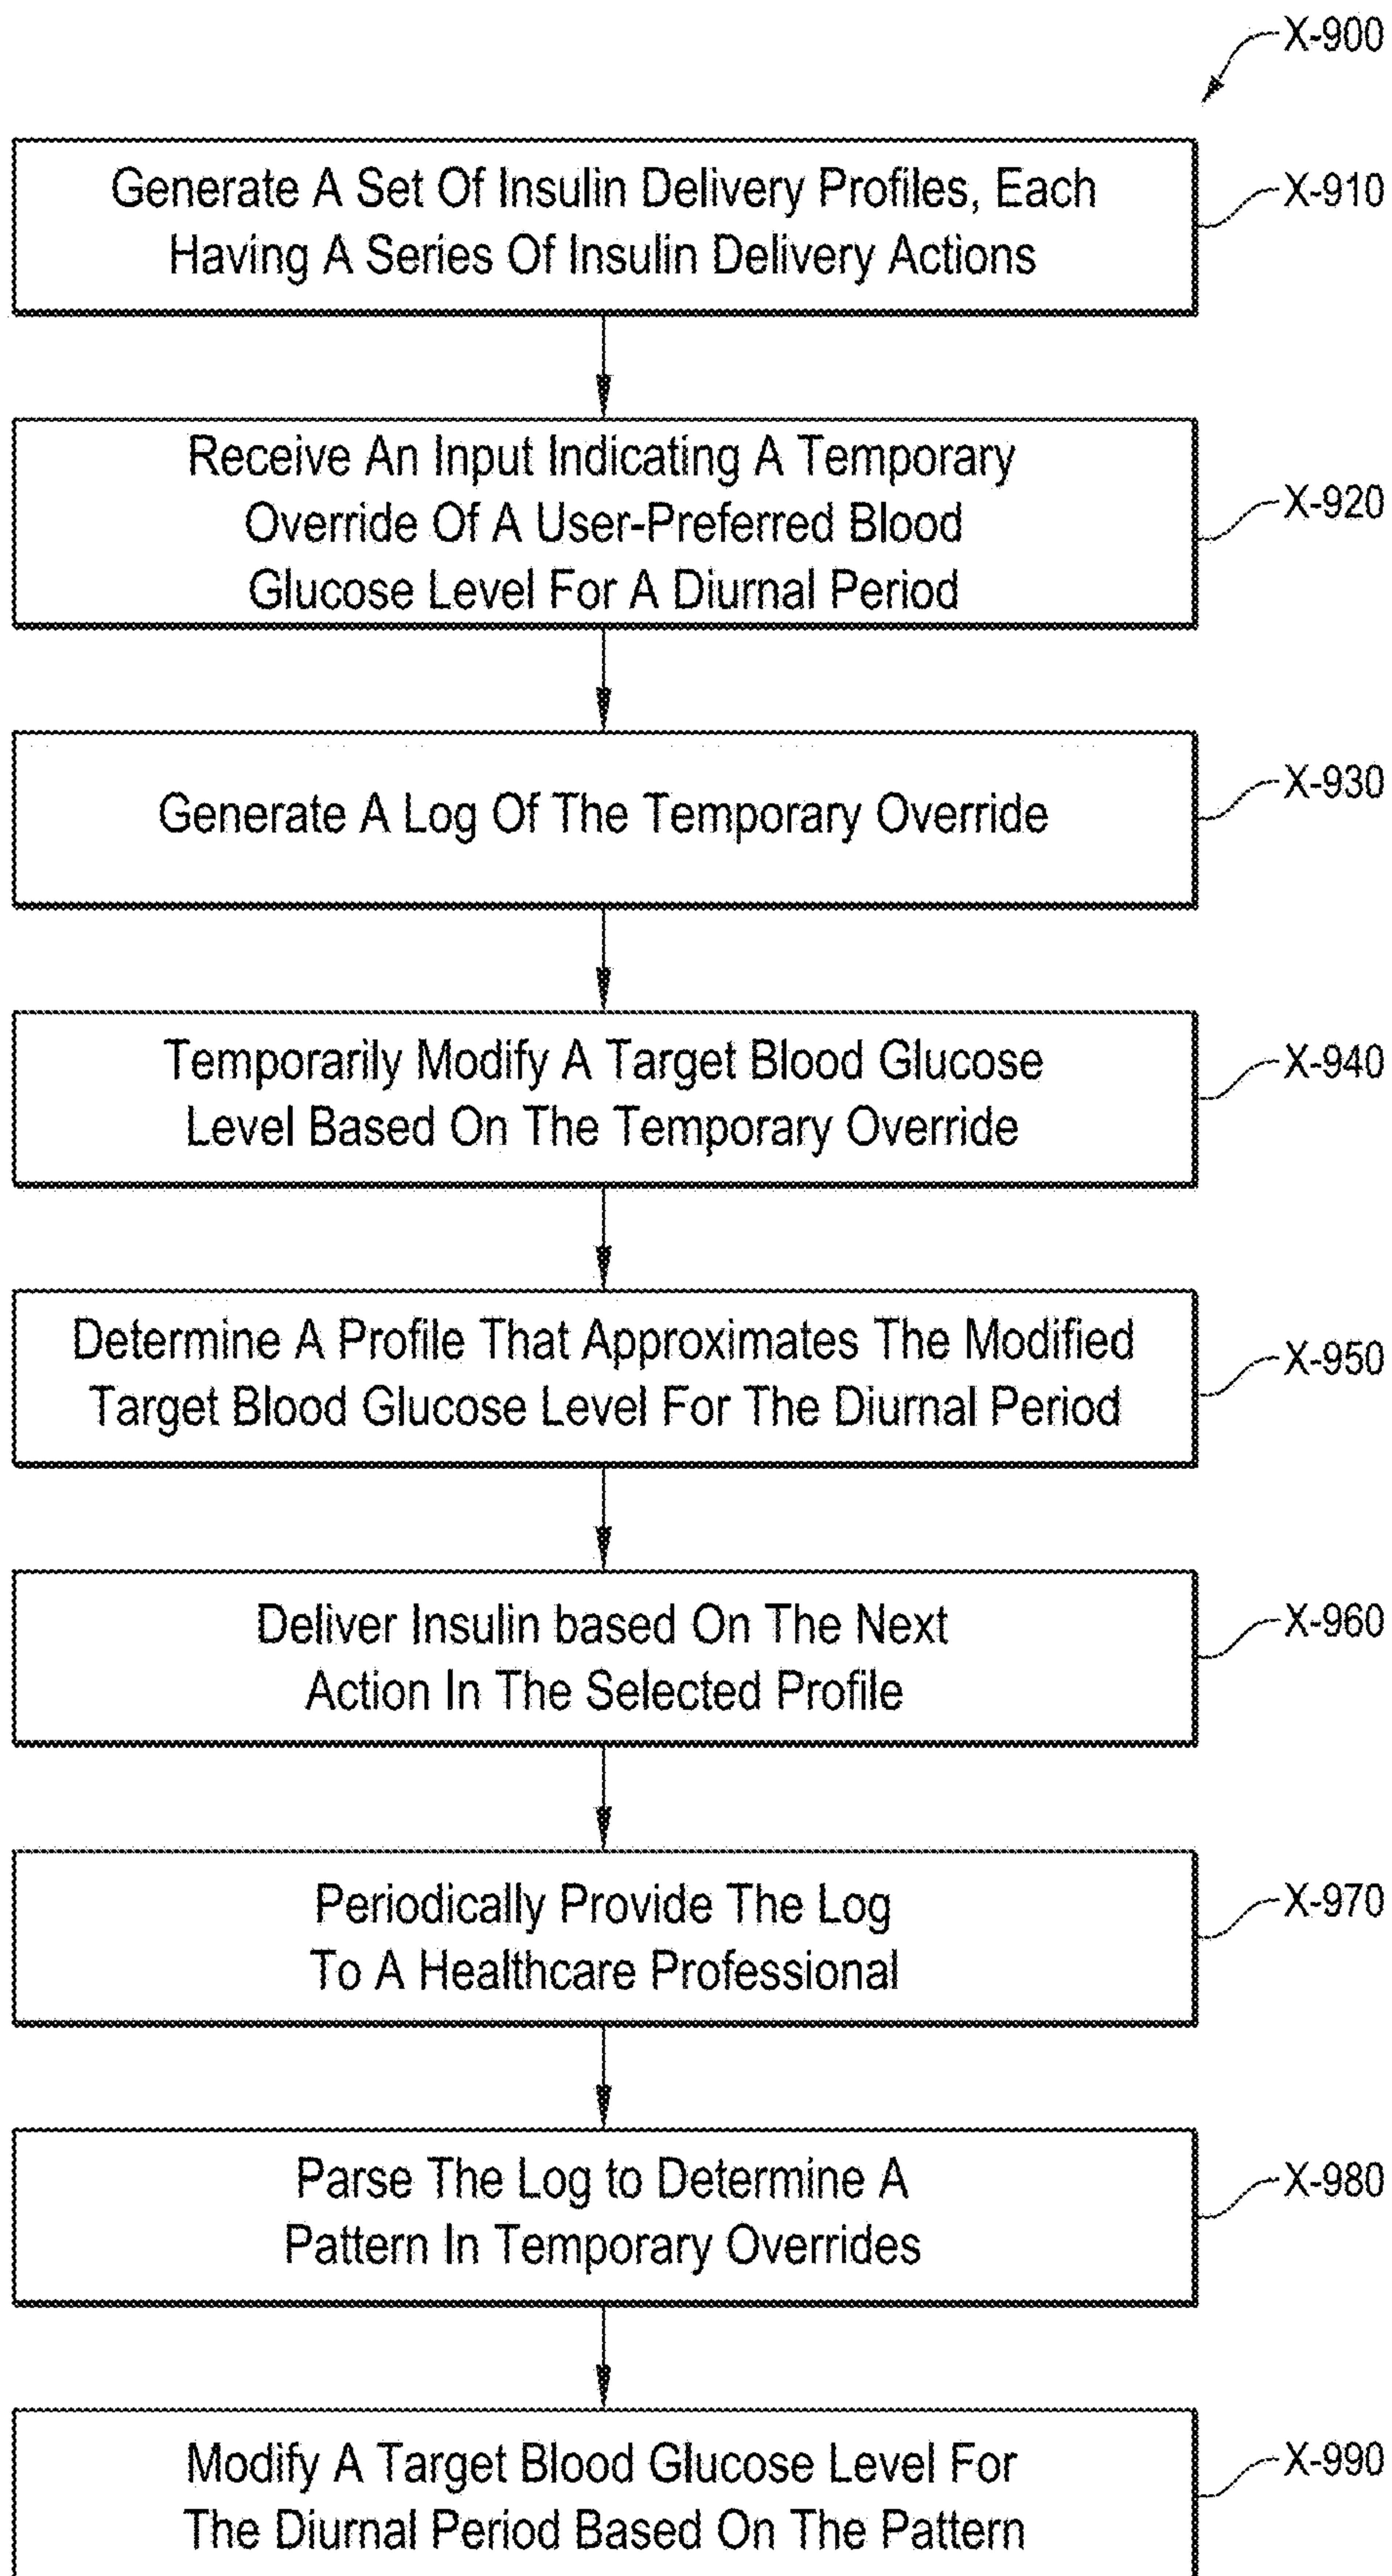 X-900
Generate A Set Of Insulin Delivery Profiles, Each
Having A Series Of Insulin Delivery Actions
X-910
Receive An Input Indicating A Temporary
Override Of A User-Preferred Blood
Glucose Level For A Diurnal Period
X-920
Generate A Log Of The Temporary Override
X-930
Temporarily Modify A Target Blood Glucose
Level Based On The Temporary Override
X-940
Determine A Profile That Approximates The Modified
Target Blood Glucose Level For The Diurnal Period
X-950
Deliver Insulin based On The Next
Action In The Selected Profile
X-960
Periodically Provide The Log
To A Healthcare Professional
X-970
Parse The Log to Determine A
Pattern In Temporary Overrides
X-980
Modify A Target Blood Glucose Level For
The Diurnal Period Based On The Pattern
X-990